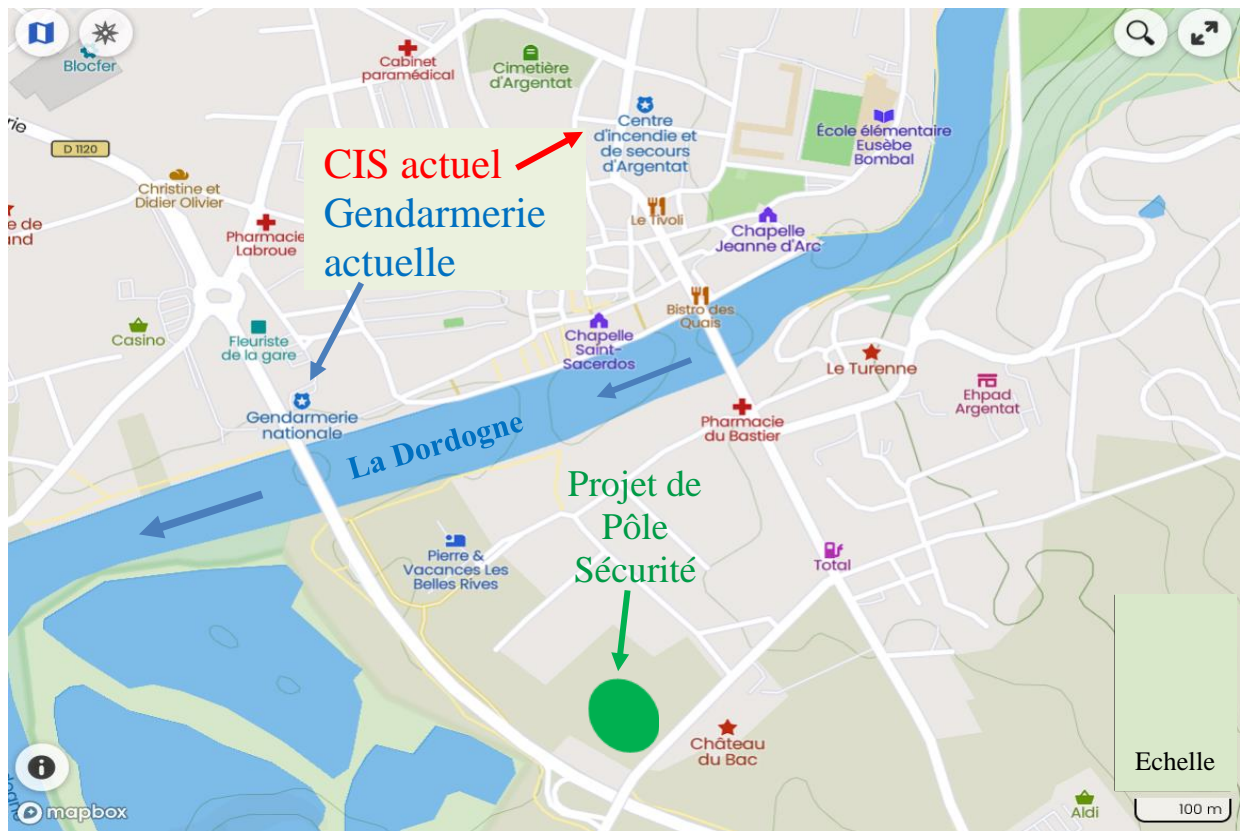 Blocfer
Cabinet
paramédical
Cimetière
d'Argentat
Centre
d'incendie et
de secours
d'Argentat
École élémentaire
Eusèbe
Bombal
rie
D 1120
CIS actuel
Gendarmerie
actuelle
Christine et
Didier Olivier
e de
and
Pharmacie
Labroue
Le Tivoli
Chapelle
Jeanne d'Arc
Bistro des
Quais
Casino
Fleuriste
de la gare
Chapelle
Saint-
Sacerdos
Le Turenne
Ehpad
Argentat
Gendarmerie
nationale
Pharmacie
du Bastier
La Dordogne
Projet de
Pôle
Sécurité
Pierre &
Vacances Les
Belles Rives
Total
Château
du Bac
Echelle
Aldi
100 m
mapbox